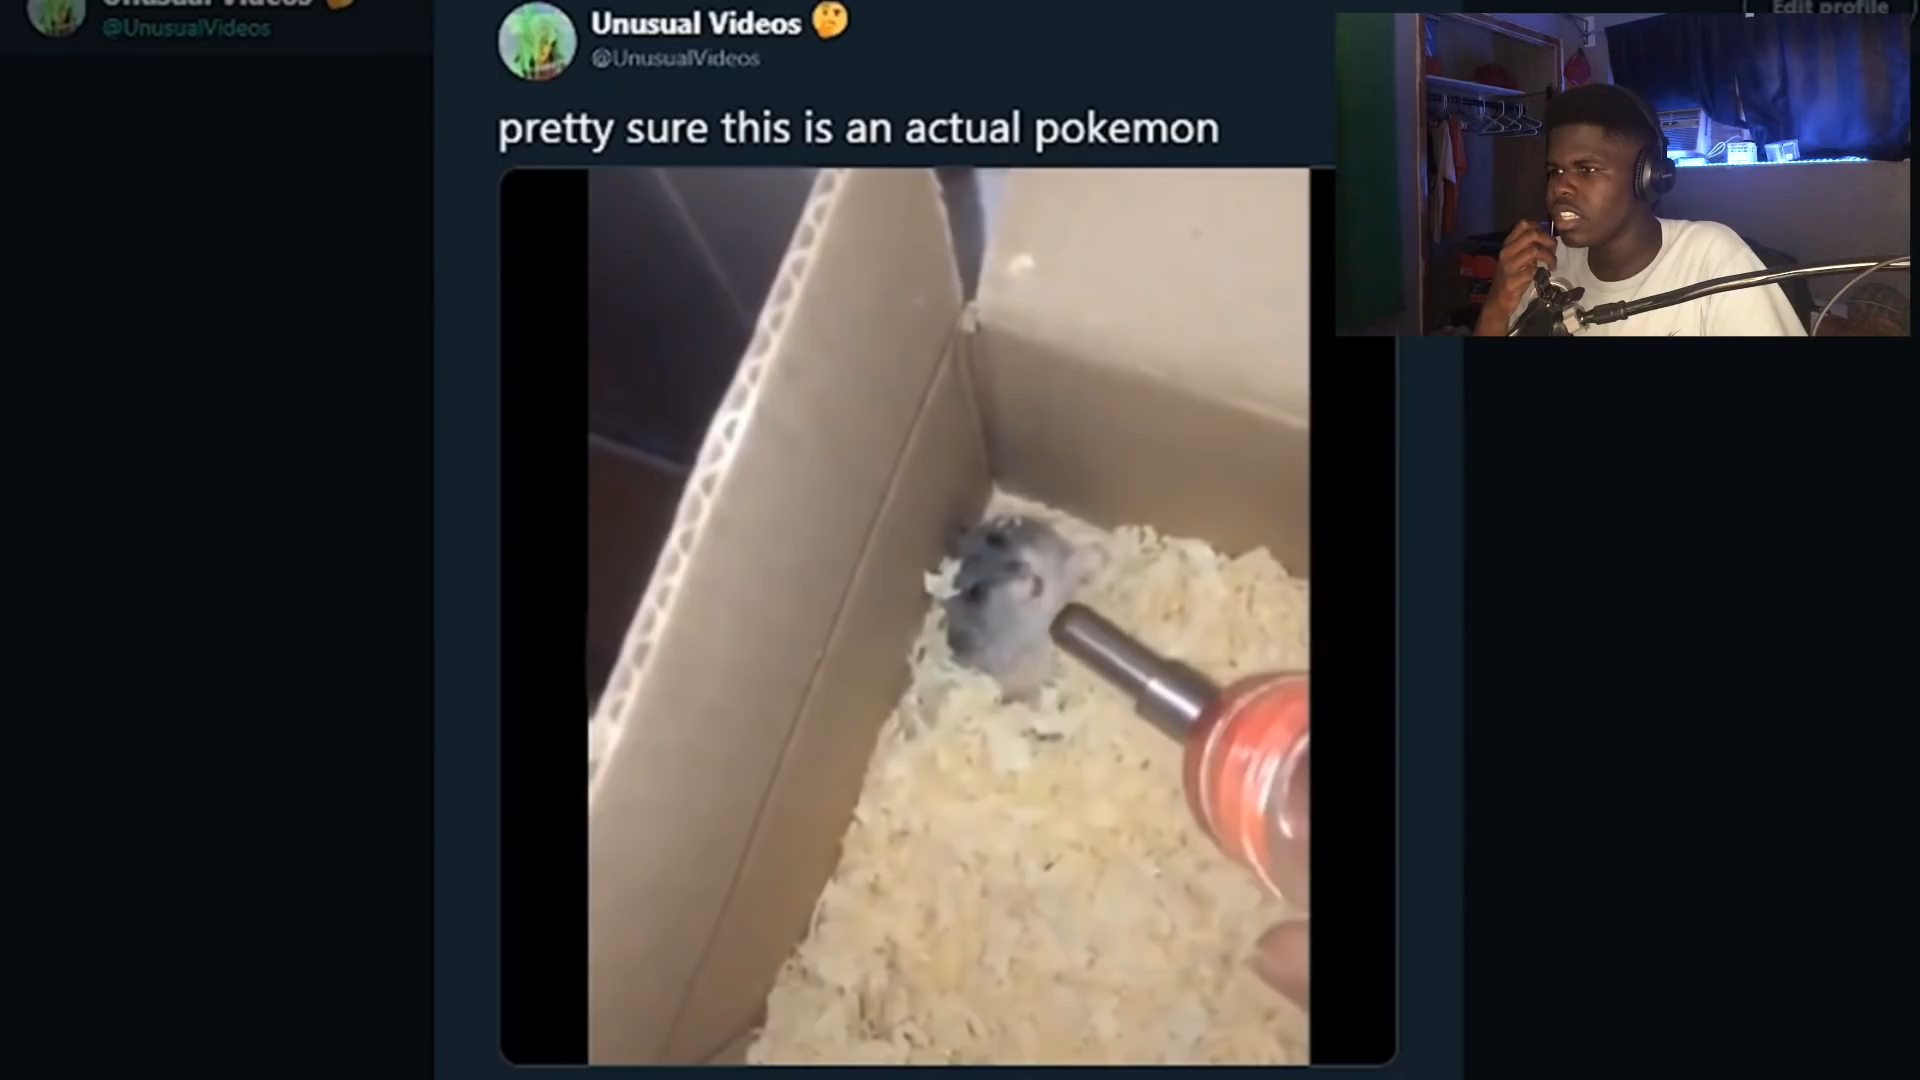 Unusual Videos 🤔
@UnusualVideos
Edit profile
Unusual Videos 🤔
@UnusualVideos
pretty sure this is an actual pokemon